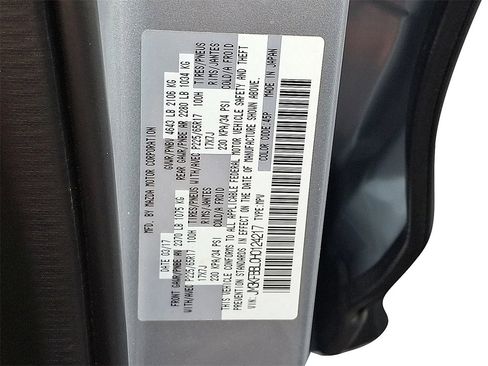 MFD. BY MAZDA MOTOR CORPORATION
DATE 02/17 GVWR/PNBV 4643 LB 2106 KG
FRONT GAWR/PNBE AV 2370 LB 1075 KG REAR GAWR/PNBE AR 2280 LB 1034 KG
WITH/AVEC P225/65R17 100H TIRES/PNEUS WITH/AVEC P225/65R17 100H TIRES/PNEUS
17X7J RIMS/JANTES 17X7J RIMS/JANTES
230 KPA/34 PSI COLD/A FROID 230 KPA/34 PSI COLD/A FROID
THIS VEHICLE CONFORMS TO ALL APPLICABLE FEDERAL MOTOR VEHICLE SAFETY AND THEFT
PREVENTION STANDARDS IN EFFECT ON THE DATE OF MANUFACTURE SHOWN ABOVE.
VIN: TYPE:MPV COLOR CODE: MADE IN JAPAN